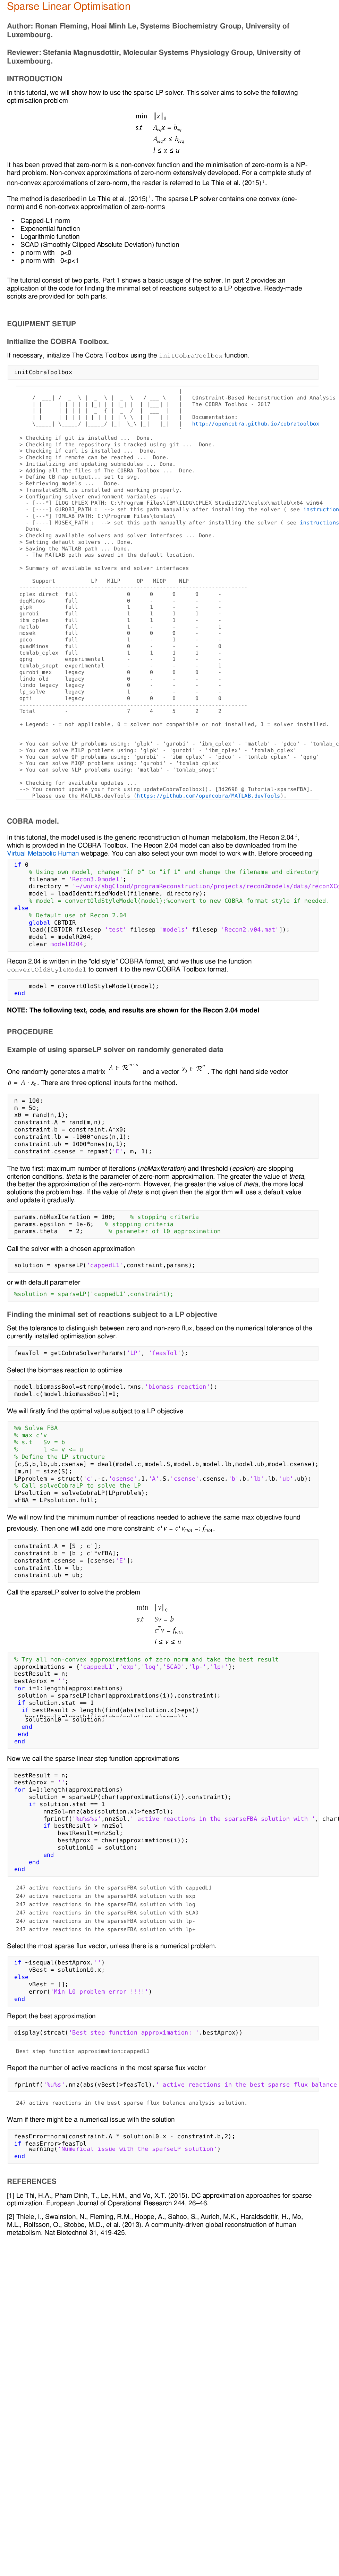 Sparse Linear Optimisation
Author: Ronan Fleming, Hoai Minh Le, Systems Biochemistry Group, University of
Luxembourg.
Reviewer: Stefania Magnusdottir, Molecular Systems Physiology Group, University of
Luxembourg.
INTRODUCTION
In this tutorial, we will show how to use the sparse LP solver. This solver aims to solve the following
optimisation problem
min ‖x‖₀
s.t A_eq x = b_eq
A_ieq x ≤ b_ieq
l ≤ x ≤ u
It has been proved that zero-norm is a non-convex function and the minimisation of zero-norm is a NP-
hard problem. Non-convex approximations of zero-norm extensively developed. For a complete study of
non-convex approximations of zero-norm, the reader is referred to Le Thie et al. (2015)¹.
The method is described in Le Thie et al. (2015)¹. The sparse LP solver contains one convex (one-
norm) and 6 non-convex approximation of zero-norms
• Capped-L1 norm
• Exponential function
• Logarithmic function
• SCAD (Smoothly Clipped Absolute Deviation) function
• p norm with p<0
• p norm with 0<p<1
The tutorial consist of two parts. Part 1 shows a basic usage of the solver. In part 2 provides an
application of the code for finding the minimal set of reactions subject to a LP objective. Ready-made
scripts are provided for both parts.
EQUIPMENT SETUP
Initialize the COBRA Toolbox.
If necessary, initialize The Cobra Toolbox using the initCobraToolbox function.
initCobraToolbox
COnstraint-Based Reconstruction and Analysis
The COBRA Toolbox - 2017
Documentation:
http://opencobra.github.io/cobratoolbox
> Checking if git is installed ... Done.
> Checking if the repository is tracked using git ... Done.
> Checking if curl is installed ... Done.
> Checking if remote can be reached ... Done.
> Initializing and updating submodules ... Done.
> Adding all the files of The COBRA Toolbox ... Done.
> Define CB map output... set to svg.
> Retrieving models ... Done.
> TranslateSBML is installed and working properly.
> Configuring solver environment variables ...
- [---*] ILOG_CPLEX_PATH: C:\Program Files\IBM\ILOG\CPLEX_Studio1271\cplex\matlab\x64_win64
- [----] GUROBI_PATH : --> set this path manually after installing the solver ( see instruction
- [---*] TOMLAB_PATH: C:\Program Files\tomlab\
- [----] MOSEK_PATH : --> set this path manually after installing the solver ( see instructions
Done.
> Checking available solvers and solver interfaces ... Done.
> Setting default solvers ... Done.
> Saving the MATLAB path ... Done.
- The MATLAB path was saved in the default location.
> Summary of available solvers and solver interfaces
Support LP MILP QP MIQP NLP
----------------------------------------------------------------------
cplex_direct full 0 0 0 0 -
dqqMinos full 0 - - - -
glpk full 1 1 - - -
gurobi full 1 1 1 1 -
ibm_cplex full 1 1 1 - -
matlab full 1 - - - 1
mosek full 0 0 0 - -
pdco full 1 - 1 - -
quadMinos full 0 - - - 0
tomlab_cplex full 1 1 1 1 -
qpng experimental - - 1 - -
tomlab_snopt experimental - - - - 1
gurobi_mex legacy 0 0 0 0 -
lindo_old legacy 0 - - - -
lindo_legacy legacy 0 - - - -
lp_solve legacy 1 - - - -
opti legacy 0 0 0 0 0
----------------------------------------------------------------------
Total - 7 4 5 2 2
+ Legend: - = not applicable, 0 = solver not compatible or not installed, 1 = solver installed.
> You can solve LP problems using: 'glpk' - 'gurobi' - 'ibm_cplex' - 'matlab' - 'pdco' - 'tomlab_c
> You can solve MILP problems using: 'glpk' - 'gurobi' - 'ibm_cplex' - 'tomlab_cplex'
> You can solve QP problems using: 'gurobi' - 'ibm_cplex' - 'pdco' - 'tomlab_cplex' - 'qpng'
> You can solve MIQP problems using: 'gurobi' - 'tomlab_cplex'
> You can solve NLP problems using: 'matlab' - 'tomlab_snopt'
> Checking for available updates ...
--> You cannot update your fork using updateCobraToolbox(). [3d2698 @ Tutorial-sparseFBA].
Please use the MATLAB.devTools (https://github.com/opencobra/MATLAB.devTools).
COBRA model.
In this tutorial, the model used is the generic reconstruction of human metabolism, the Recon 2.04²,
which is provided in the COBRA Toolbox. The Recon 2.04 model can also be downloaded from the
Virtual Metabolic Human webpage. You can also select your own model to work with. Before proceeding
if 0
% Using own model, change "if 0" to "if 1" and change the filename and directory
filename = 'Recon3.0model';
directory = '~/work/sbgCloud/programReconstruction/projects/recon2models/data/reconXCo
model = loadIdentifiedModel(filename, directory);
% model = convertOldStyleModel(model);%convert to new COBRA format style if needed.
else
% Default use of Recon 2.04
global CBTDIR
load([CBTDIR filesep 'test' filesep 'models' filesep 'Recon2.v04.mat']);
model = modelR204;
clear modelR204;
Recon 2.04 is written in the "old style" COBRA format, and we thus use the function
convertOldStyleModel to convert it to the new COBRA Toolbox format.
model = convertOldStyleModel(model);
end
NOTE: The following text, code, and results are shown for the Recon 2.04 model
PROCEDURE
Example of using sparseLP solver on randomly generated data
One randomly generates a matrix A ∈ R^{m×n} and a vector x₀ ∈ Rⁿ. The right hand side vector
b = A · x₀. There are three optional inputs for the method.
n = 100;
m = 50;
x0 = rand(n,1);
constraint.A = rand(m,n);
constraint.b = constraint.A*x0;
constraint.lb = -1000*ones(n,1);
constraint.ub = 1000*ones(n,1);
constraint.csense = repmat('E', m, 1);
The two first: maximum number of iterations (nbMaxIteration) and threshold (epsilon) are stopping
criterion conditions. theta is the parameter of zero-norm approximation. The greater the value of theta,
the better the approximation of the zero-norm. However, the greater the value of theta, the more local
solutions the problem has. If the value of theta is not given then the algorithm will use a default value
and update it gradually.
params.nbMaxIteration = 100; % stopping criteria
params.epsilon = 1e-6; % stopping criteria
params.theta = 2; % parameter of l0 approximation
Call the solver with a chosen approximation
solution = sparseLP('cappedL1',constraint,params);
or with default parameter
%solution = sparseLP('cappedL1',constraint);
Finding the minimal set of reactions subject to a LP objective
Set the tolerance to distinguish between zero and non-zero flux, based on the numerical tolerance of the
currently installed optimisation solver.
feasTol = getCobraSolverParams('LP', 'feasTol');
Select the biomass reaction to optimise
model.biomassBool=strcmp(model.rxns,'biomass_reaction');
model.c(model.biomassBool)=1;
We will firstly find the optimal value subject to a LP objective
%% Solve FBA
% max c'v
% s.t Sv = b
% l <= v <= u
% Define the LP structure
[c,S,b,lb,ub,csense] = deal(model.c,model.S,model.b,model.lb,model.ub,model.csense);
[m,n] = size(S);
LPproblem = struct('c',-c,'osense',1,'A',S,'csense',csense,'b',b,'lb',lb,'ub',ub);
% Call solveCobraLP to solve the LP
LPsolution = solveCobraLP(LPproblem);
vFBA = LPsolution.full;
We will now find the minimum number of reactions needed to achieve the same max objective found
previously. Then one will add one more constraint: cᵀv = cᵀv_FBA =: f_FBA.
constraint.A = [S ; c'];
constraint.b = [b ; c'*vFBA];
constraint.csense = [csense;'E'];
constraint.lb = lb;
constraint.ub = ub;
Call the sparseLP solver to solve the problem
min ‖v‖₀
s.t Sv = b
cᵀv = f_FBA
l ≤ v ≤ u
% Try all non-convex approximations of zero norm and take the best result
approximations = {'cappedL1','exp','log','SCAD','lp-','lp+'};
bestResult = n;
bestAprox = '';
for i=1:length(approximations)
solution = sparseLP(char(approximations(i)),constraint);
if solution.stat == 1
if bestResult > length(find(abs(solution.x)>eps))
solutionL0 = solution;
end
end
end
Now we call the sparse linear step function approximations
bestResult = n;
bestAprox = '';
for i=1:length(approximations)
solution = sparseLP(char(approximations(i)),constraint);
if solution.stat == 1
nnzSol=nnz(abs(solution.x)>feasTol);
fprintf('%u%s%s',nnzSol,' active reactions in the sparseFBA solution with ', char(
if bestResult > nnzSol
bestResult=nnzSol;
bestAprox = char(approximations(i));
solutionL0 = solution;
end
end
end
247 active reactions in the sparseFBA solution with cappedL1
247 active reactions in the sparseFBA solution with exp
247 active reactions in the sparseFBA solution with log
247 active reactions in the sparseFBA solution with SCAD
247 active reactions in the sparseFBA solution with lp-
247 active reactions in the sparseFBA solution with lp+
Select the most sparse flux vector, unless there is a numerical problem.
if ~isequal(bestAprox,'')
vBest = solutionL0.x;
else
vBest = [];
error('Min L0 problem error !!!!')
end
Report the best approximation
display(strcat('Best step function approximation: ',bestAprox))
Best step function approximation:cappedL1
Report the number of active reactions in the most sparse flux vector
fprintf('%u%s',nnz(abs(vBest)>feasTol),' active reactions in the best sparse flux balance
247 active reactions in the best sparse flux balance analysis solution.
Warn if there might be a numerical issue with the solution
feasError=norm(constraint.A * solutionL0.x - constraint.b,2);
if feasError>feasTol
warning('Numerical issue with the sparseLP solution')
end
REFERENCES
[1] Le Thi, H.A., Pham Dinh, T., Le, H.M., and Vo, X.T. (2015). DC approximation approaches for sparse
optimization. European Journal of Operational Research 244, 26–46.
[2] Thiele, I., Swainston, N., Fleming, R.M., Hoppe, A., Sahoo, S., Aurich, M.K., Haraldsdottir, H., Mo,
M.L., Rolfsson, O., Stobbe, M.D., et al. (2013). A community-driven global reconstruction of human
metabolism. Nat Biotechnol 31, 419-425.